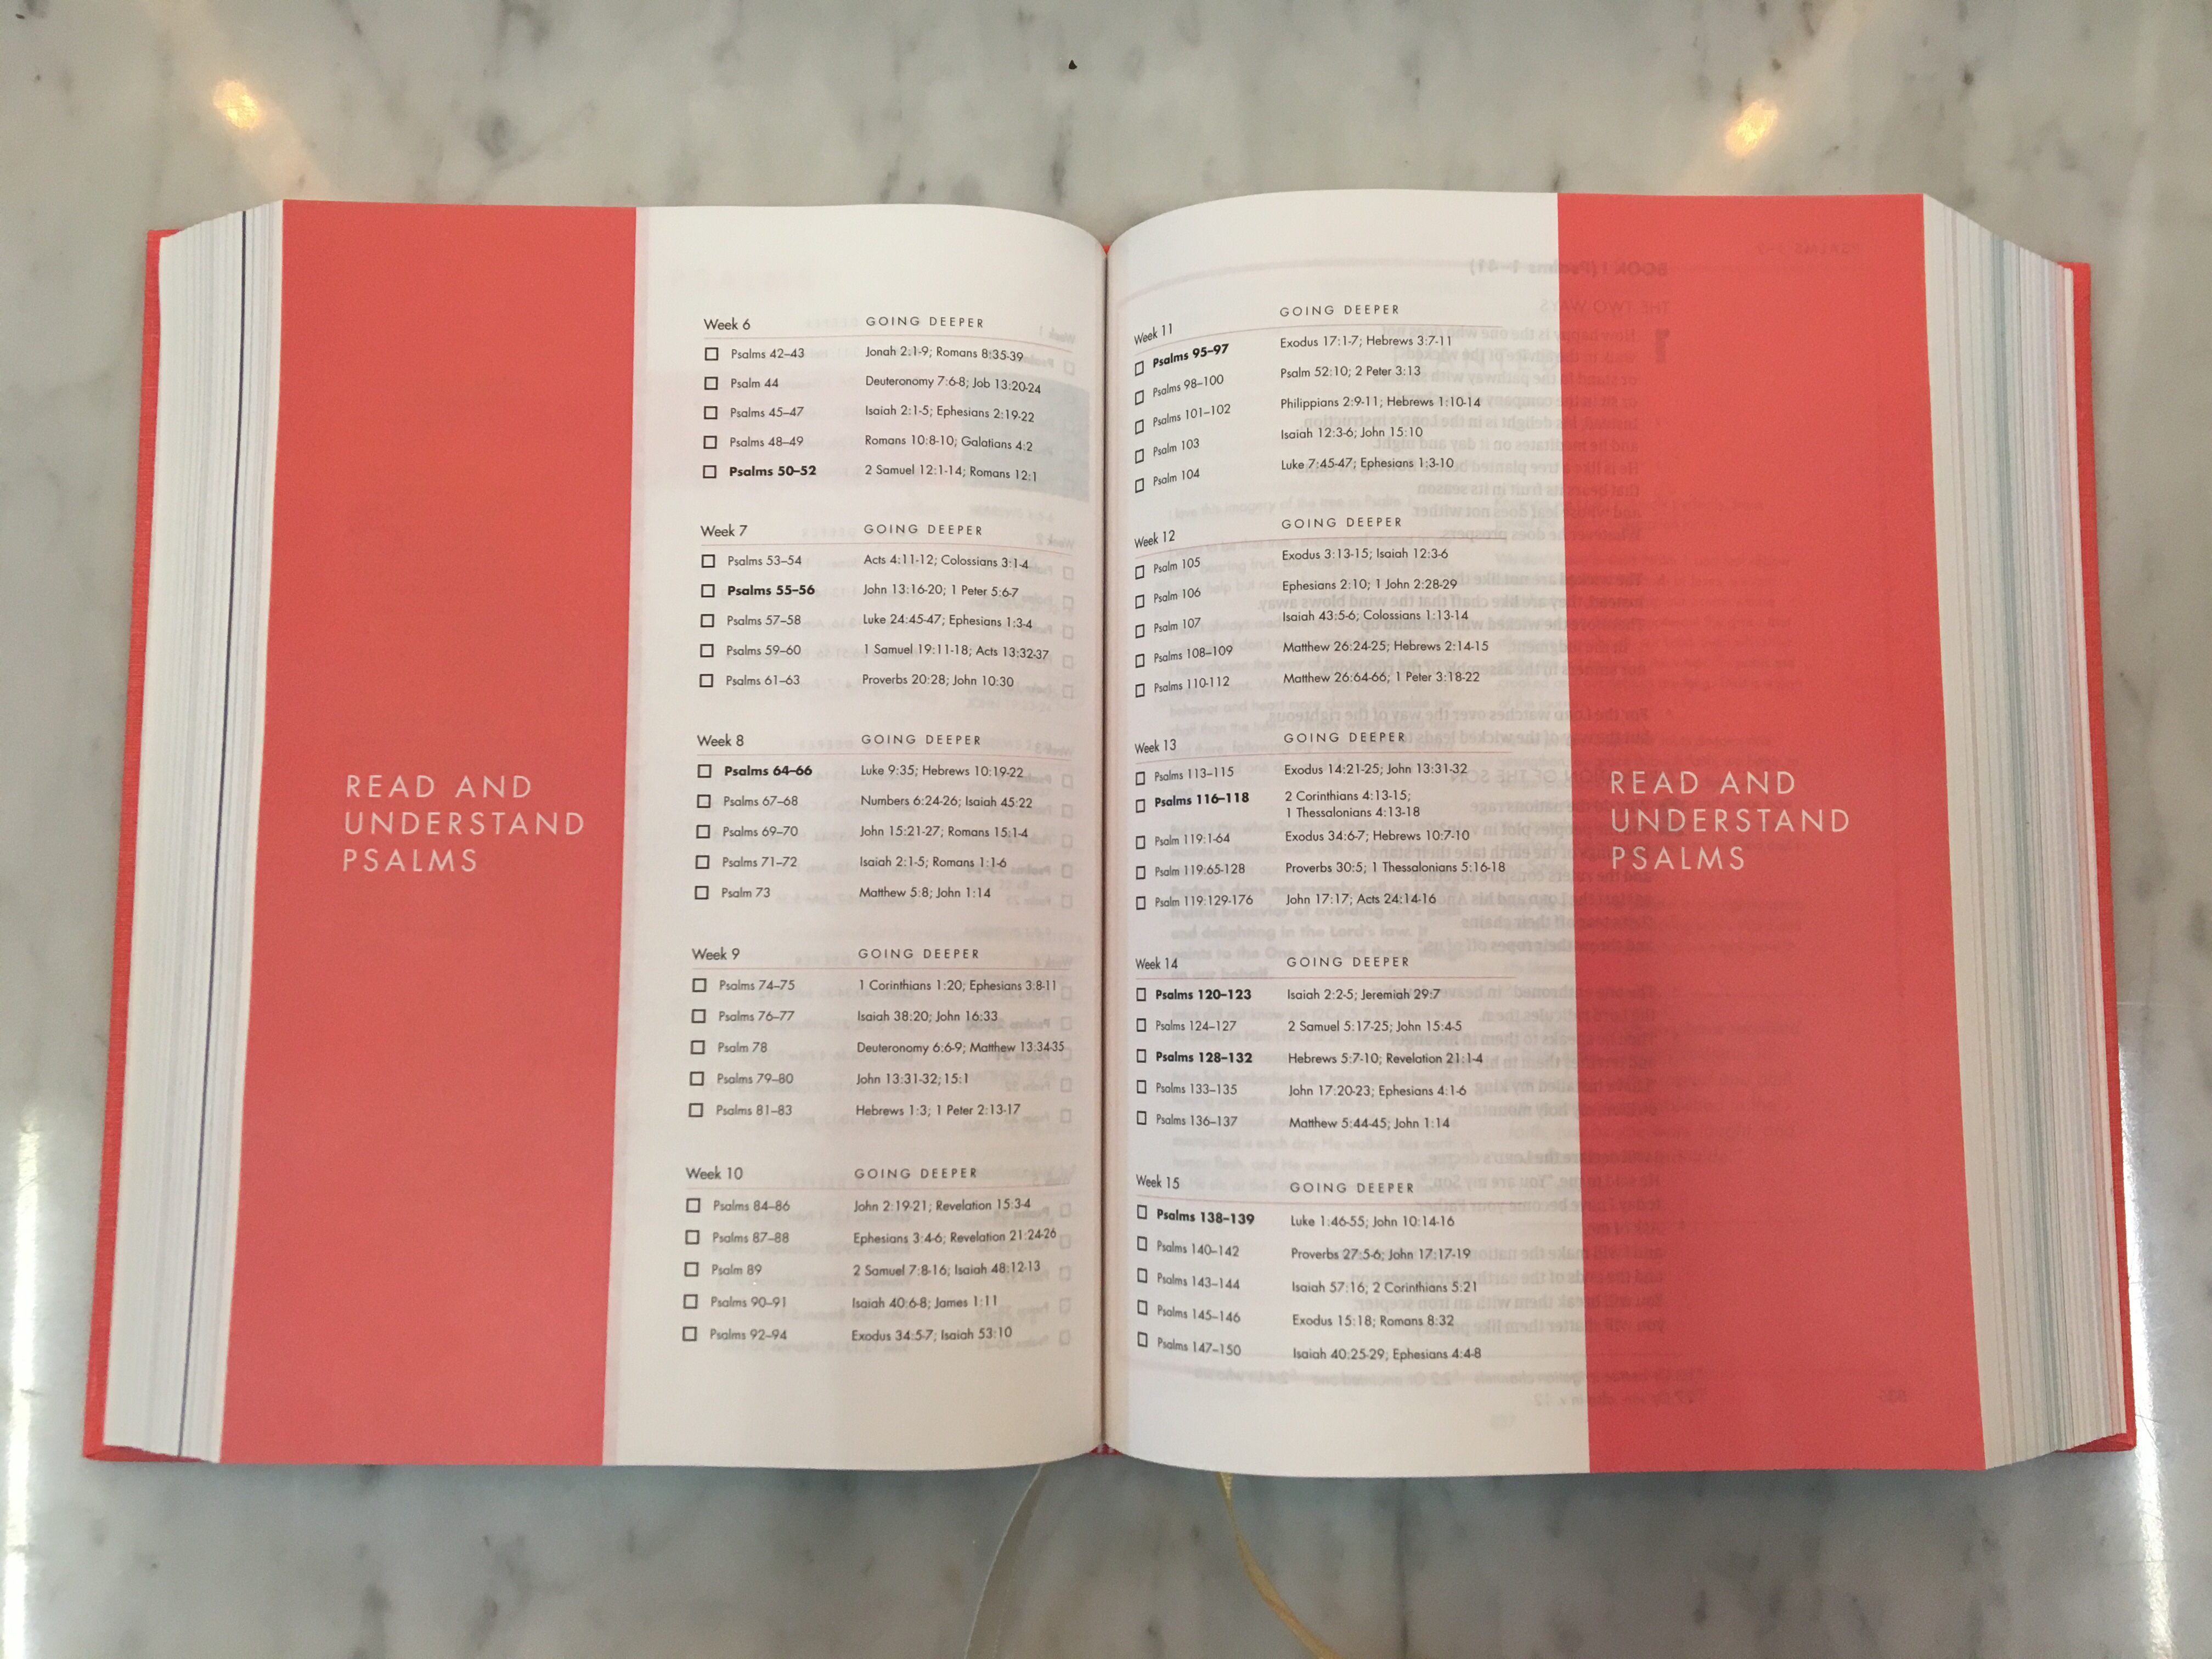 READ AND
UNDERSTAND
PSALMS
Week 6 GOING DEEPER
Psalms 42–43 Jonah 2:1-9; Romans 8:35-39
Psalm 44 Deuteronomy 7:6-8; Job 13:20-24
Psalms 45–47 Isaiah 2:1-5; Ephesians 2:19-22
Psalms 48–49 Romans 10:8-10; Galatians 4:2
Psalms 50–52 2 Samuel 12:1-14; Romans 12:1
Week 7 GOING DEEPER
Psalms 53–54 Acts 4:11-12; Colossians 3:1-4
Psalms 55–56 John 13:16-20; 1 Peter 5:6-7
Psalms 57–58 Luke 24:45-47; Ephesians 1:3-4
Psalms 59–60 1 Samuel 19:11-18; Acts 13:32-37
Psalms 61–63 Proverbs 20:28; John 10:30
Week 8 GOING DEEPER
Psalms 64–66 Luke 9:35; Hebrews 10:19-22
Psalms 67–68 Numbers 6:24-26; Isaiah 45:22
Psalms 69–70 John 15:21-27; Romans 15:1-4
Psalms 71–72 Isaiah 2:1-5; Romans 1:1-6
Psalm 73 Matthew 5:8; John 1:14
Week 9 GOING DEEPER
Psalms 74–75 1 Corinthians 1:20; Ephesians 3:8-11
Psalms 76–77 Isaiah 38:20; John 16:33
Psalm 78 Deuteronomy 6:6-9; Matthew 13:34-35
Psalms 79–80 John 13:31-32; 15:1
Psalms 81–83 Hebrews 1:3; 1 Peter 2:13-17
Week 10 GOING DEEPER
Psalms 84–86 John 2:19-21; Revelation 15:3-4
Psalms 87–88 Ephesians 3:4-6; Revelation 21:24-26
Psalm 89 2 Samuel 7:8-16; Isaiah 48:12-13
Psalms 90–91 Isaiah 40:6-8; James 1:11
Psalms 92–94 Exodus 34:5-7; Isaiah 53:10
Week 11 GOING DEEPER
Psalms 95–97 Exodus 17:1-7; Hebrews 3:7-11
Psalms 98–100 Psalm 52:10; 2 Peter 3:13
Psalms 101–102 Philippians 2:9-11; Hebrews 1:10-14
Psalm 103 Isaiah 12:3-6; John 15:10
Psalm 104 Luke 7:45-47; Ephesians 1:3-10
Week 12 GOING DEEPER
Psalm 105 Exodus 3:13-15; Isaiah 12:3-6
Psalm 106 Ephesians 2:10; 1 John 2:28-29
Psalm 107 Isaiah 43:5-6; Colossians 1:13-14
Psalms 108–109 Matthew 26:24-25; Hebrews 2:14-15
Psalms 110-112 Matthew 26:64-66; 1 Peter 3:18-22
Week 13 GOING DEEPER
Psalms 113–115 Exodus 14:21-25; John 13:31-32
Psalms 116–118 2 Corinthians 4:13-15;
1 Thessalonians 4:13-18
Psalm 119:1-64 Exodus 34:6-7; Hebrews 10:7-10
Psalm 119:65-128 Proverbs 30:5; 1 Thessalonians 5:16-18
Psalm 119:129-176 John 17:17; Acts 24:14-16
Week 14 GOING DEEPER
Psalms 120–123 Isaiah 2:2-5; Jeremiah 29:7
Psalms 124–127 2 Samuel 5:17-25; John 15:4-5
Psalms 128–132 Hebrews 5:7-10; Revelation 21:1-4
Psalms 133–135 John 17:20-23; Ephesians 4:1-6
Psalms 136–137 Matthew 5:44-45; John 1:14
Week 15 GOING DEEPER
Psalms 138–139 Luke 1:46-55; John 10:14-16
Psalms 140–142 Proverbs 27:5-6; John 17:17-19
Psalms 143–144 Isaiah 57:16; 2 Corinthians 5:21
Psalms 145–146 Exodus 15:18; Romans 8:32
Psalms 147–150 Isaiah 40:25-29; Ephesians 4:4-8
READ AND
UNDERSTAND
PSALMS